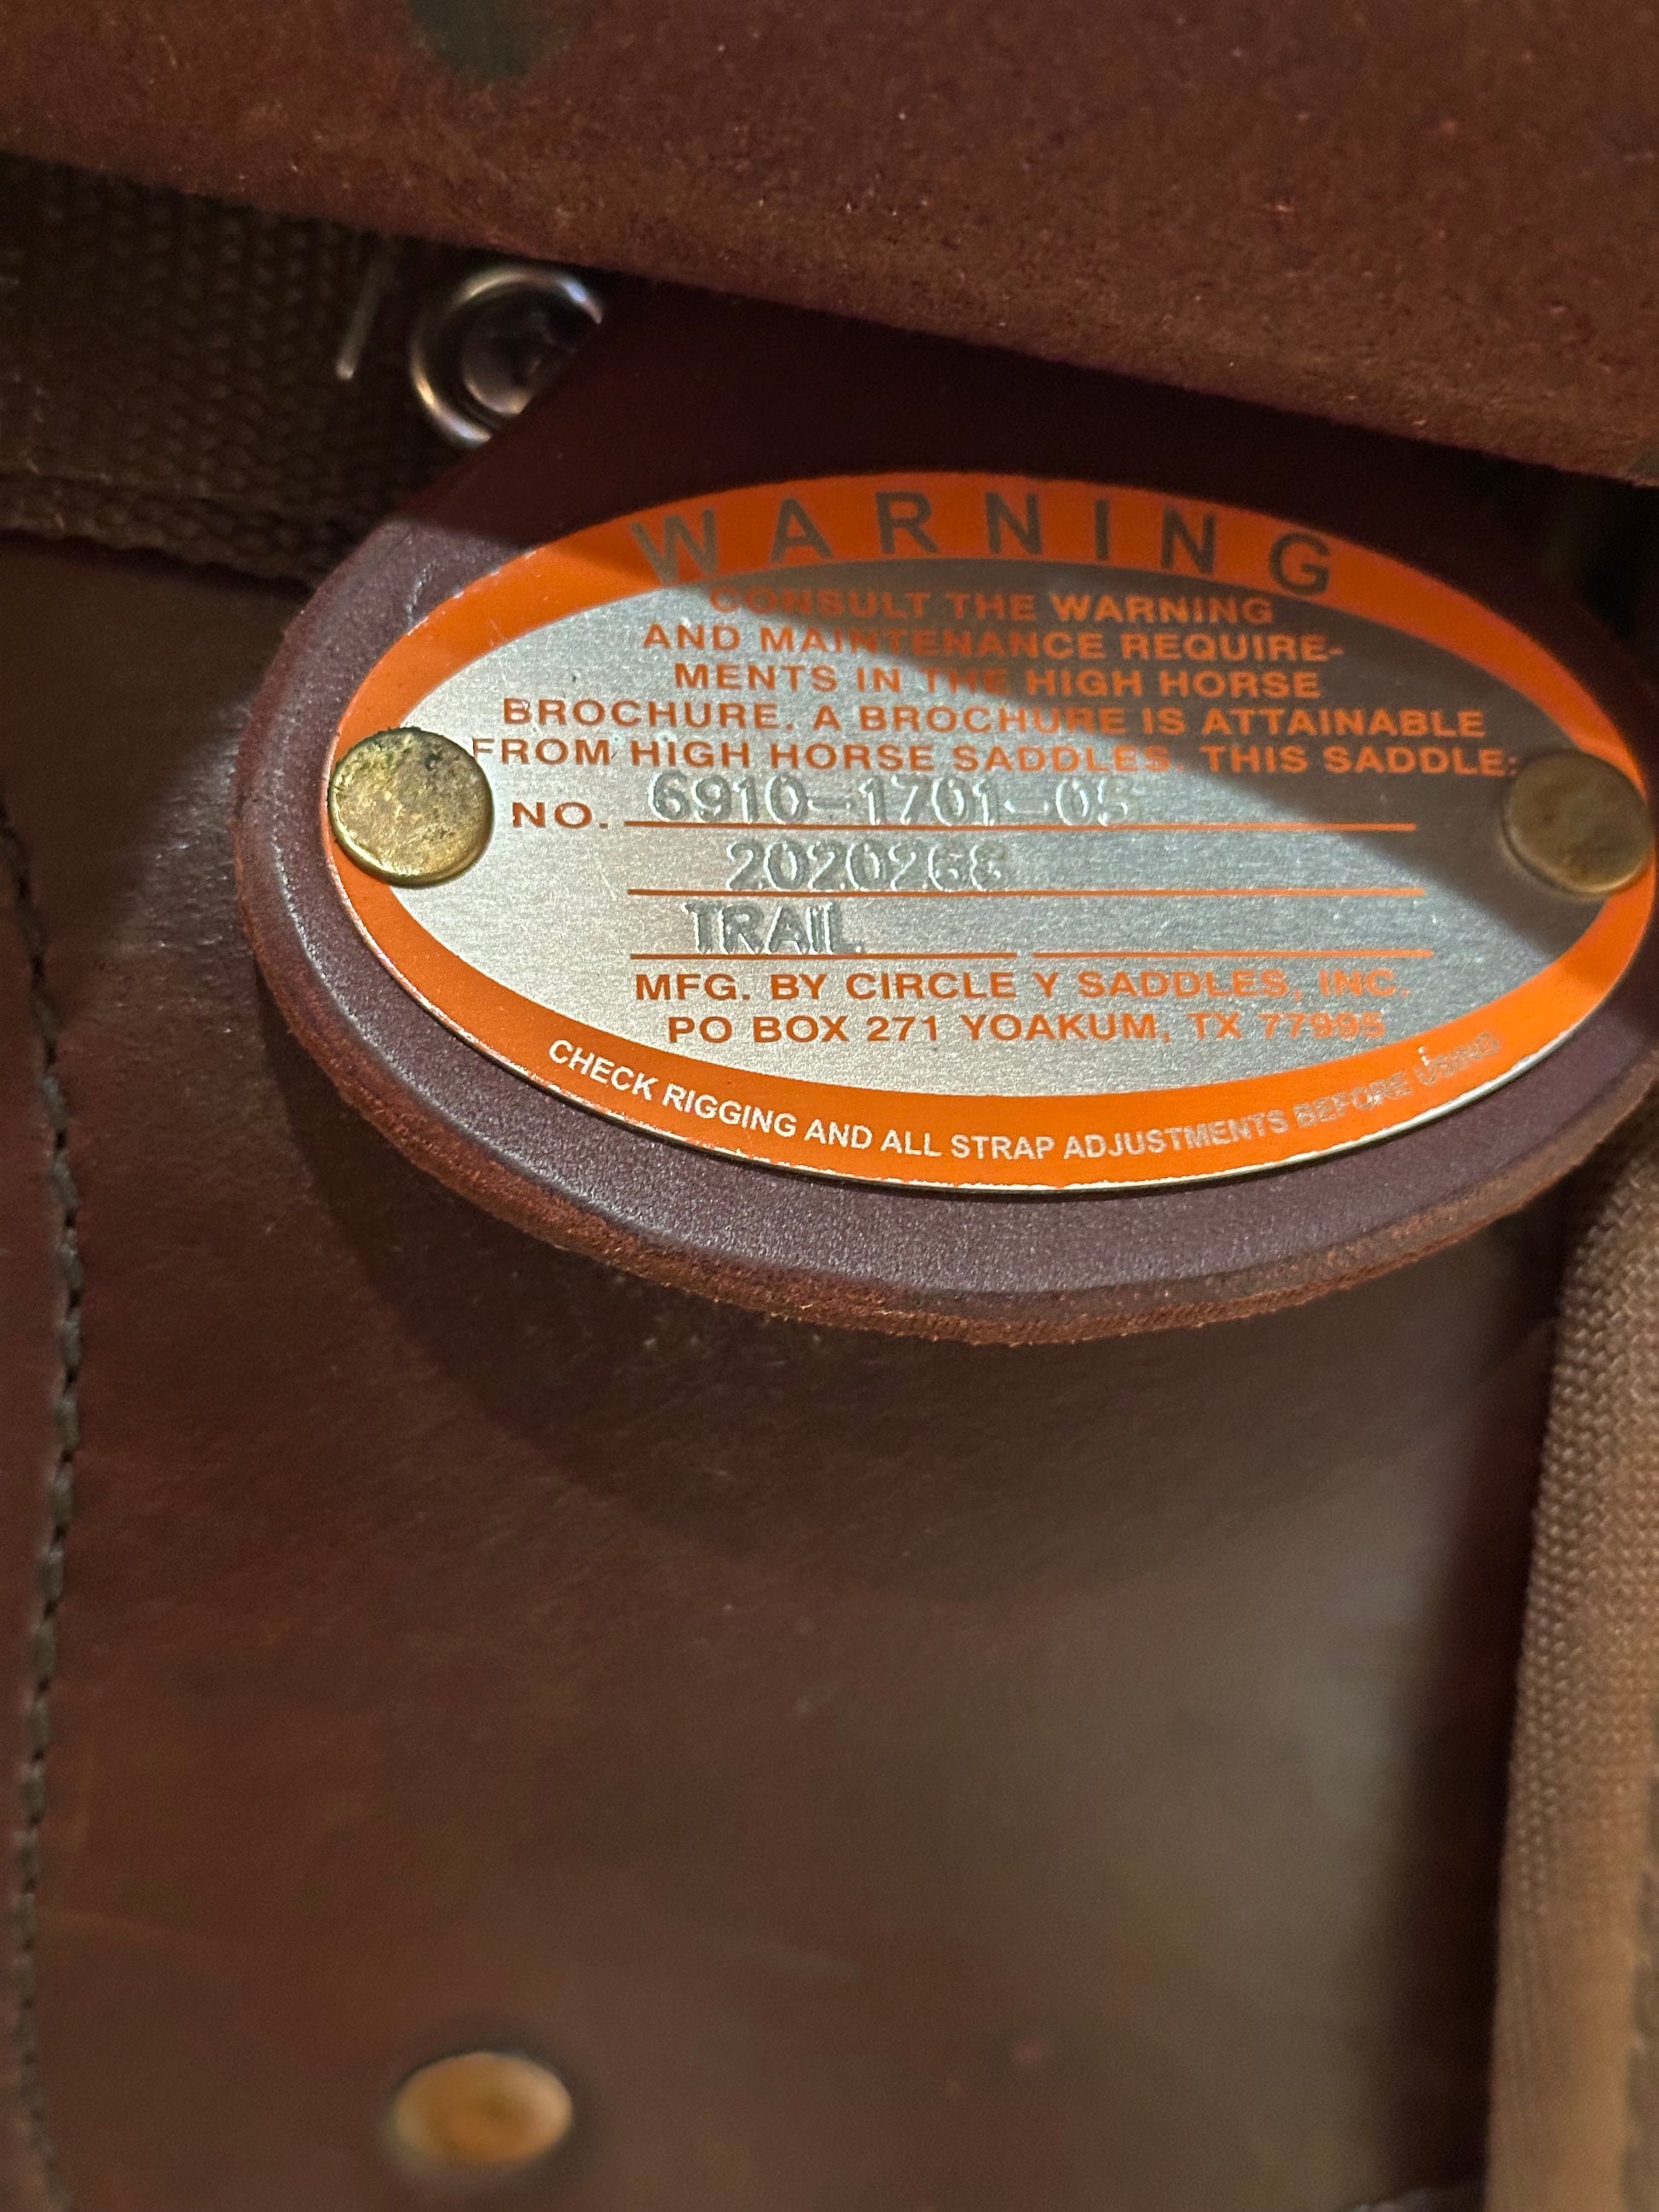 WARNING
CONSULT THE WARNING
AND MAINTENANCE REQUIRE-
MENTS IN THE HIGH HORSE
BROCHURE. A BROCHURE IS ATTAINABLE
FROM HIGH HORSE SADDLES. THIS SADDLE:
NO. 6910-1701-05
2020268
TRAIL
MFG. BY CIRCLE Y SADDLES, INC.
PO BOX 271 YOAKUM, TX 77995
CHECK RIGGING AND ALL STRAP ADJUSTMENTS BEFORE USING